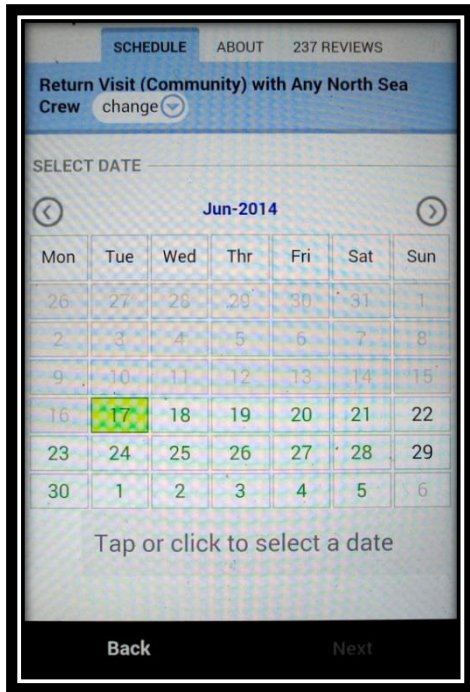 SCHEDULE ABOUT 237 REVIEWS
Return Visit (Community) with Any North Sea
Crew change
SELECT DATE
Jun-2014
Mon Tue Wed Thr Fri Sat Sun
26 27 28 29 30 31 1
2 3 4 5 6 7 8
9 10 11 12 13 14 15
16 17 18 19 20 21 22
23 24 25 26 27 28 29
30 1 2 3 4 5 6
Tap or click to select a date
Back Next